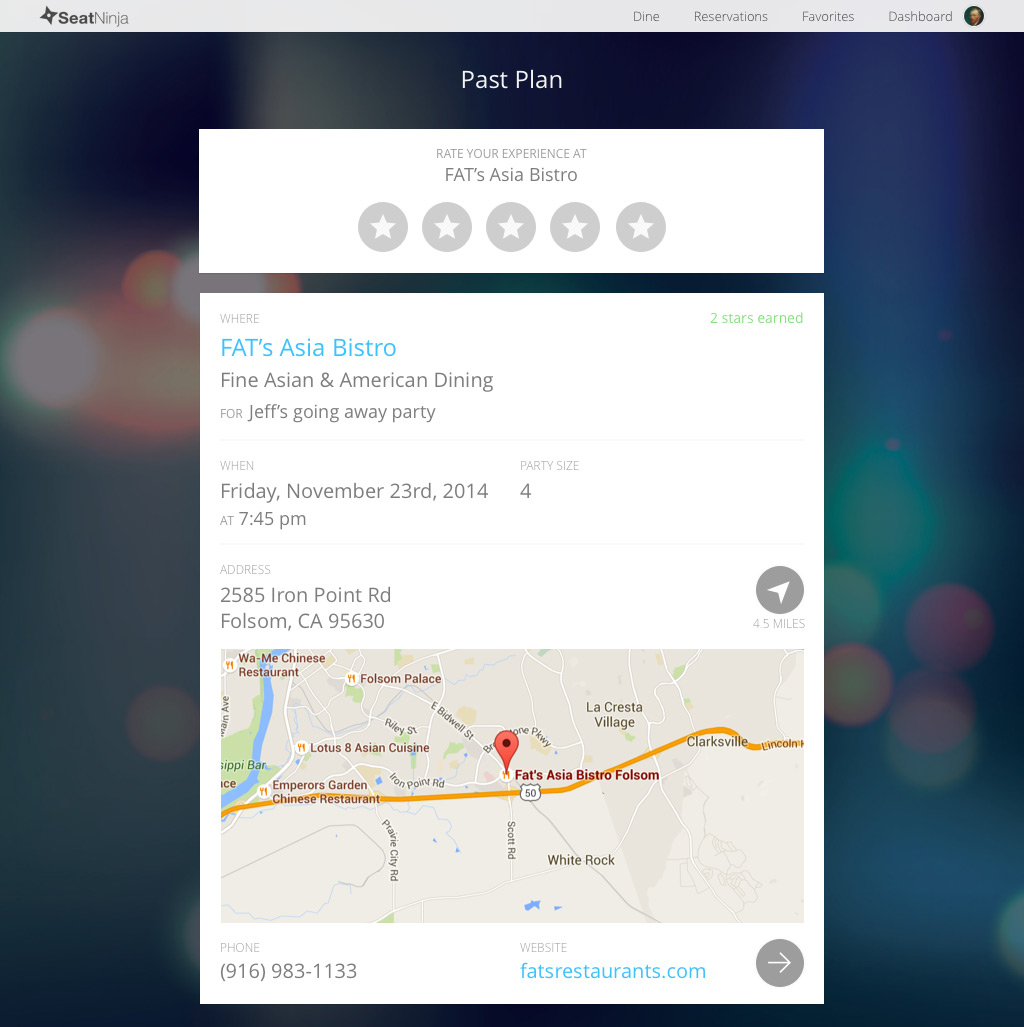 SeatNinja
Dine Reservations Favorites Dashboard
Past Plan
RATE YOUR EXPERIENCE AT
FAT's Asia Bistro
WHERE
2 stars earned
FAT's Asia Bistro
Fine Asian & American Dining
FOR Jeff's going away party
WHEN
PARTY SIZE
Friday, November 23rd, 2014
4
AT 7:45 pm
ADDRESS
2585 Iron Point Rd
Folsom, CA 95630
4.5 MILES
Wa-Me Chinese
Restaurant
Folsom Palace
Main Ave
E Bidwell St
La Cresta
Village
Riley St
one Pkwy
Clarksville
Lincoln H
Lotus 8 Asian Cuisine
sippi Bar
ce
Iron Point Rd
Fat's Asia Bistro Folsom
Emperors Garden
Chinese Restaurant
50
Prairie City Rd
Scott Rd
White Rock
PHONE
WEBSITE
(916) 983-1133
fatsrestaurants.com